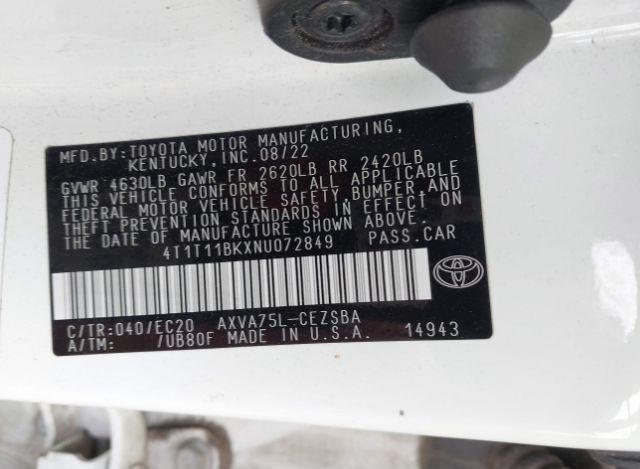 MFD.BY:TOYOTA MOTOR MANUFACTURING,
KENTUCKY,INC.08/22
GVWR 4630LB GAWR FR 2620LB RR 2420LB
THIS VEHICLE CONFORMS TO ALL APPLICABLE
FEDERAL MOTOR VEHICLE SAFETY,BUMPER,AND
THEFT PREVENTION STANDARDS IN EFFECT ON
THE DATE OF MANUFACTURE SHOWN ABOVE.
4T1T11BKXNU072849 PASS.CAR
C/TR:040/EC20 AXVA75L-CEZSBA
A/TM: /UB80F MADE IN U.S.A. 14943